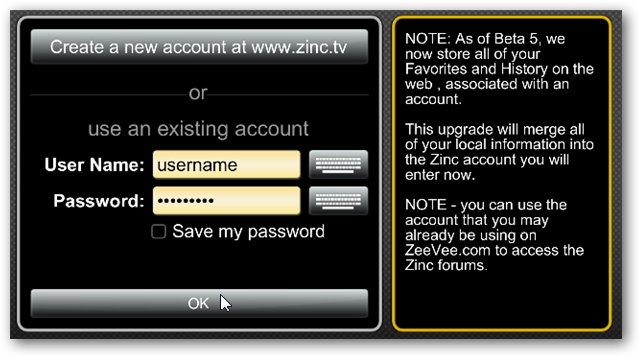 Create a new account at www.zinc.tv
or
use an existing account
User Name: username
Password: •••••••••
Save my password
OK
NOTE: As of Beta 5, we
now store all of your
Favorites and History on the
web , associated with an
account.
This upgrade will merge all
of your local information into
the Zinc account you will
enter now.
NOTE - you can use the
account that you may
already be using on
ZeeVee.com to access the
Zinc forums.